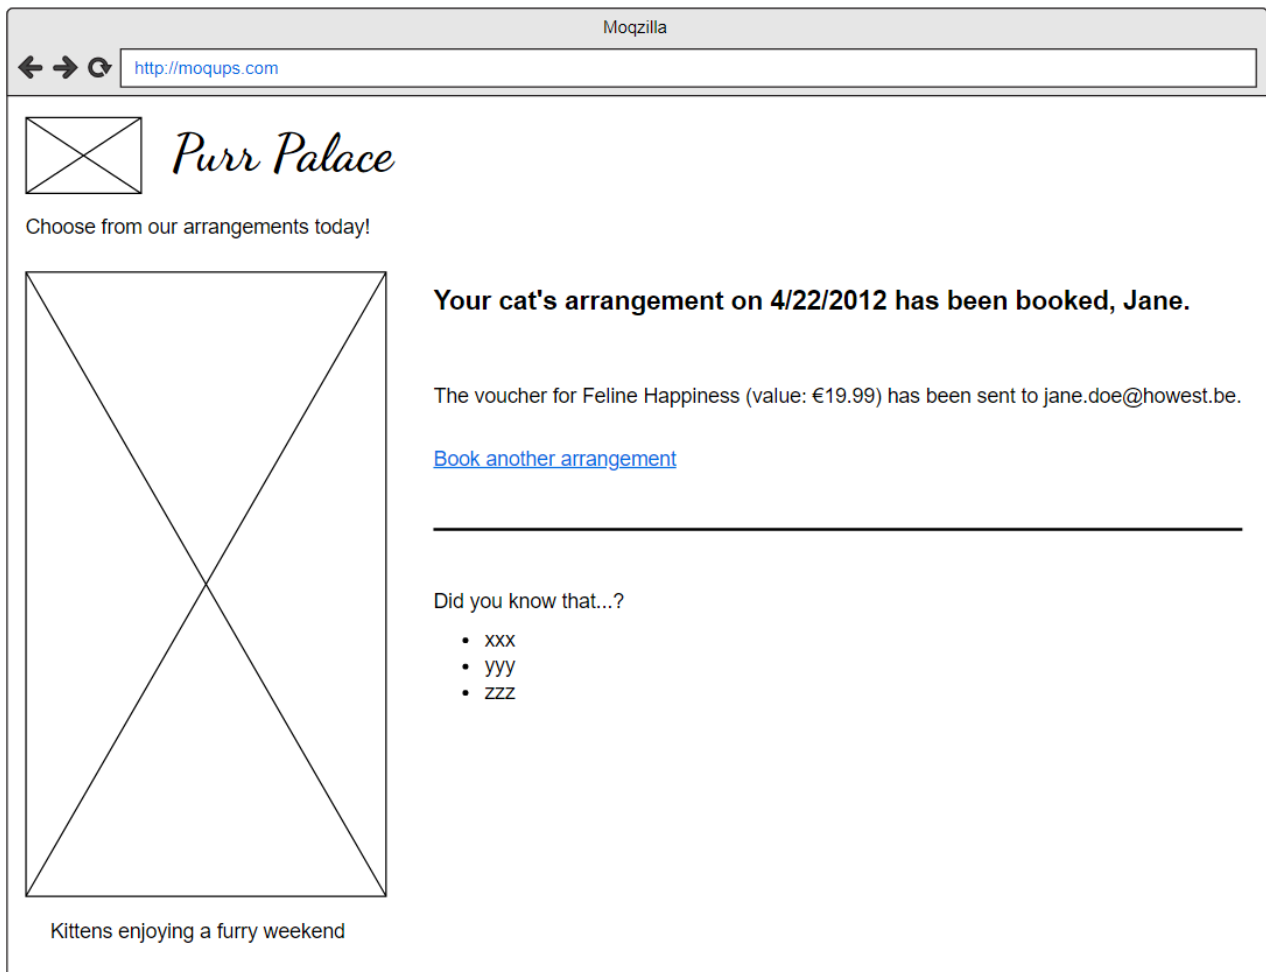 Moqzilla
http://moqups.com
Purr Palace
Choose from our arrangements today!
Your cat's arrangement on 4/22/2012 has been booked, Jane.
The voucher for Feline Happiness (value: €19.99) has been sent to jane.doe@howest.be.
Book another arrangement
Did you know that...?
• xxx
• yyy
• zzz
Kittens enjoying a furry weekend